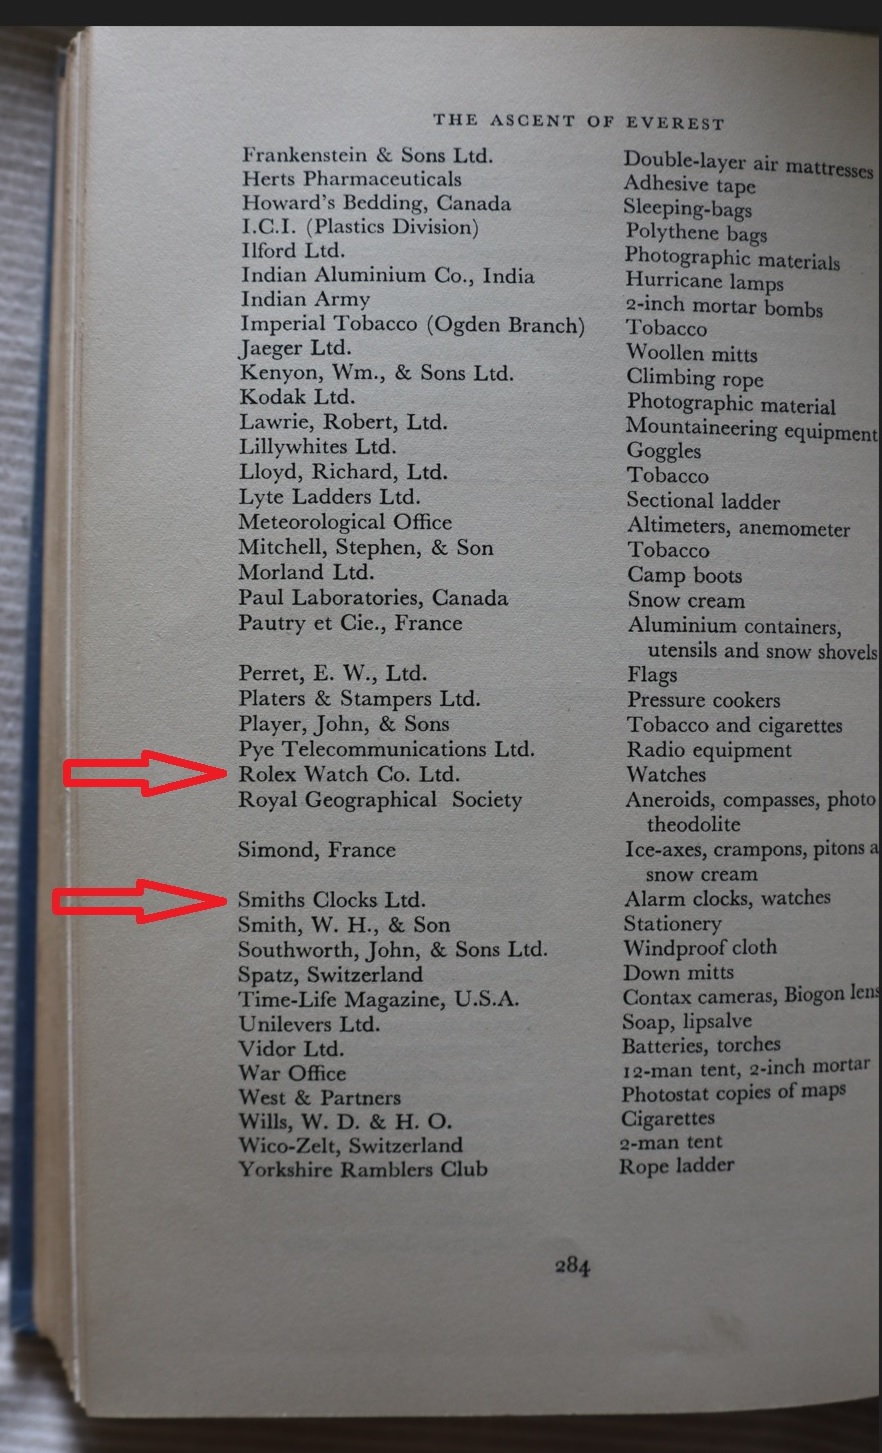 THE ASCENT OF EVEREST
Frankenstein & Sons Ltd. Double-layer air mattresses
Herts Pharmaceuticals Adhesive tape
Howard's Bedding, Canada Sleeping-bags
I.C.I. (Plastics Division) Polythene bags
Ilford Ltd. Photographic materials
Indian Aluminium Co., India Hurricane lamps
Indian Army 2-inch mortar bombs
Imperial Tobacco (Ogden Branch) Tobacco
Jaeger Ltd. Woollen mitts
Kenyon, Wm., & Sons Ltd. Climbing rope
Kodak Ltd. Photographic material
Lawrie, Robert, Ltd. Mountaineering equipment
Lillywhites Ltd. Goggles
Lloyd, Richard, Ltd. Tobacco
Lyte Ladders Ltd. Sectional ladder
Meteorological Office Altimeters, anemometer
Mitchell, Stephen, & Son Tobacco
Morland Ltd. Camp boots
Paul Laboratories, Canada Snow cream
Pautry et Cie., France Aluminium containers,
utensils and snow shovels
Perret, E. W., Ltd. Flags
Platers & Stampers Ltd. Pressure cookers
Player, John, & Sons Tobacco and cigarettes
Pye Telecommunications Ltd. Radio equipment
Rolex Watch Co. Ltd. Watches
Royal Geographical Society Aneroids, compasses, photo
theodolite
Simond, France Ice-axes, crampons, pitons a
snow cream
Smiths Clocks Ltd. Alarm clocks, watches
Smith, W. H., & Son Stationery
Southworth, John, & Sons Ltd. Windproof cloth
Spatz, Switzerland Down mitts
Time-Life Magazine, U.S.A. Contax cameras, Biogon lens
Unilevers Ltd. Soap, lipsalve
Vidor Ltd. Batteries, torches
War Office 12-man tent, 2-inch mortar
West & Partners Photostat copies of maps
Wills, W. D. & H. O. Cigarettes
Wico-Zelt, Switzerland 2-man tent
Yorkshire Ramblers Club Rope ladder
284